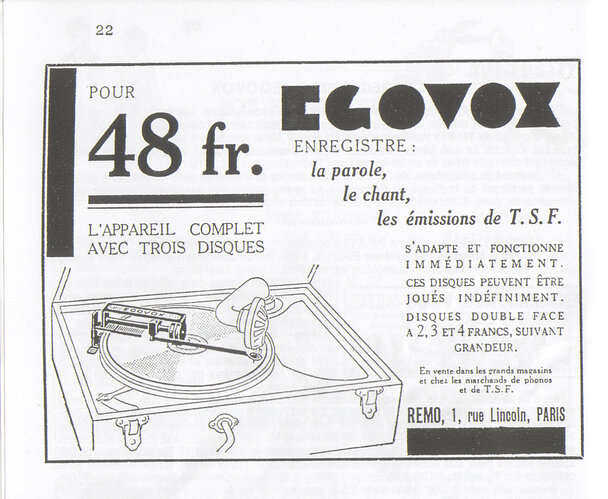 22
POUR
48 fr.
L'APPAREIL COMPLET
AVEC TROIS DISQUES
EGOVOX
ENREGISTRE :
la parole,
le chant,
les émissions de T. S. F.
S'ADAPTE ET FONCTIONNE
IMMÉDIATEMENT.
CES DISQUES PEUVENT ÊTRE
JOUÉS INDÉFINIMENT.
DISQUES DOUBLE FACE
A 2, 3 ET 4 FRANCS, SUIVANT
GRANDEUR.
En vente dans les grands magasins
et chez les marchands de phonos
et de T. S. F.
REMO, 1, rue Lincoln, PARIS
EGOVOX